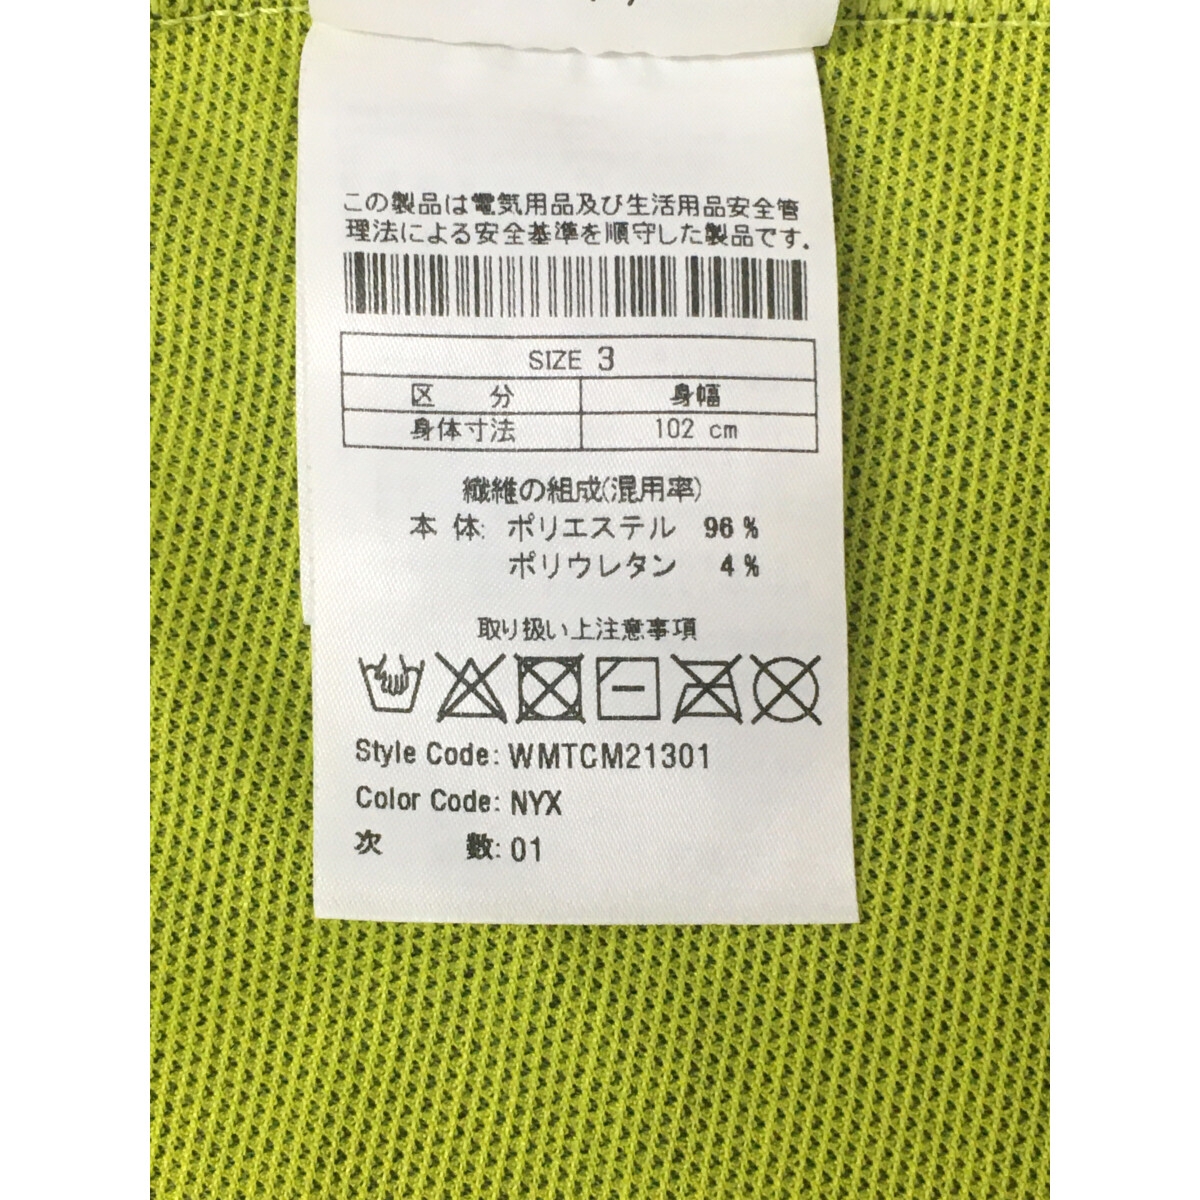 この製品は電気用品及び生活用品安全管
理法による安全基準を順守した製品です.
SIZE 3
区 分 身幅
身体寸法 102 cm
繊維の組成(混用率)
本 体: ポリエステル 96 %
ポリウレタン 4 %
取り扱い上注意事項
Style Code: WMTCM21301
Color Code: NYX
次 数: 01